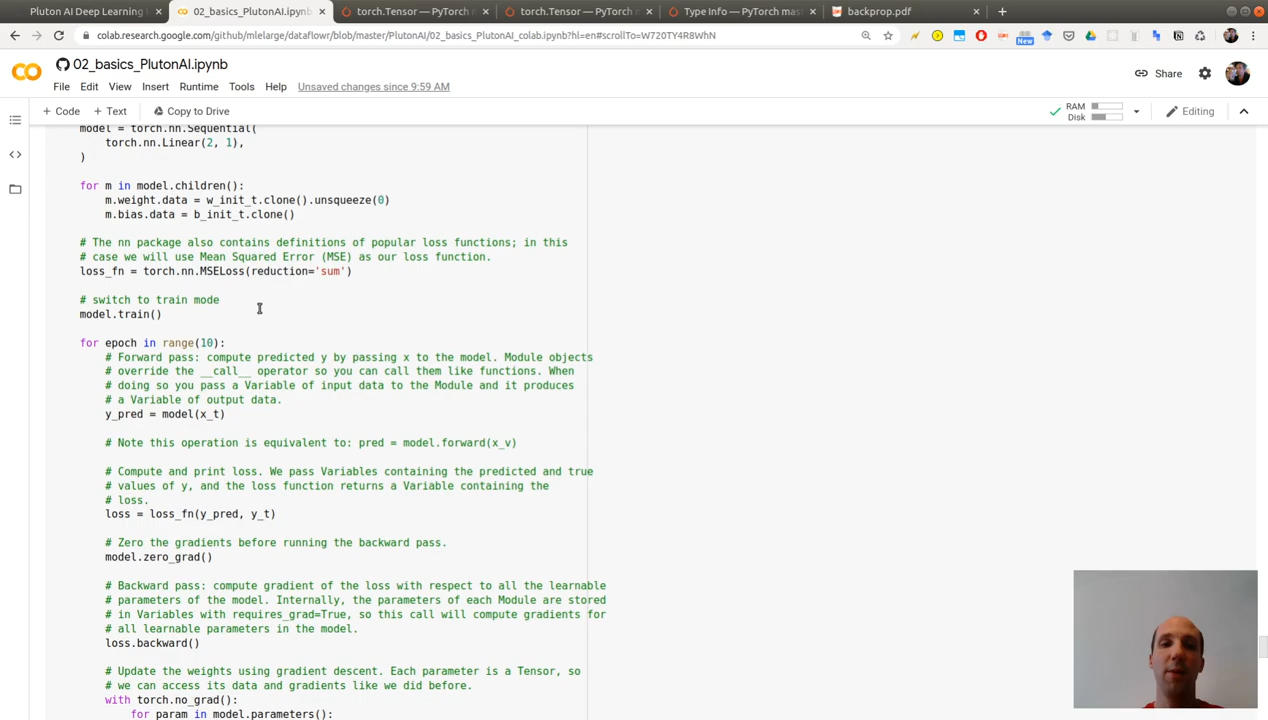 Pluton AI Deep Learning
02_basics_PlutonAI.ipynb
torch.Tensor — PyTorch m
torch.Tensor — PyTorch m
Type Info — PyTorch mast
backprop.pdf
colab.research.google.com/github/mlelarge/dataflowr/blob/master/PlutonAI/02_basics_PlutonAI_colab.ipynb?hl=en#scrollTo=W720TY4R8WhN
New
02_basics_PlutonAI.ipynb
Share
File Edit View Insert Runtime Tools Help Unsaved changes since 9:59 AM
+ Code + Text Copy to Drive
RAM
Disk
Editing
model = torch.nn.Sequential(
torch.nn.Linear(2, 1),
)
for m in model.children():
m.weight.data = w_init_t.clone().unsqueeze(0)
m.bias.data = b_init_t.clone()
# The nn package also contains definitions of popular loss functions; in this
# case we will use Mean Squared Error (MSE) as our loss function.
loss_fn = torch.nn.MSELoss(reduction='sum')
# switch to train mode
model.train()
for epoch in range(10):
# Forward pass: compute predicted y by passing x to the model. Module objects
# override the __call__ operator so you can call them like functions. When
# doing so you pass a Variable of input data to the Module and it produces
# a Variable of output data.
y_pred = model(x_t)
# Note this operation is equivalent to: pred = model.forward(x_v)
# Compute and print loss. We pass Variables containing the predicted and true
# values of y, and the loss function returns a Variable containing the
# loss.
loss = loss_fn(y_pred, y_t)
# Zero the gradients before running the backward pass.
model.zero_grad()
# Backward pass: compute gradient of the loss with respect to all the learnable
# parameters of the model. Internally, the parameters of each Module are stored
# in Variables with requires_grad=True, so this call will compute gradients for
# all learnable parameters in the model.
loss.backward()
# Update the weights using gradient descent. Each parameter is a Tensor, so
# we can access its data and gradients like we did before.
with torch.no_grad():
for param in model.parameters():